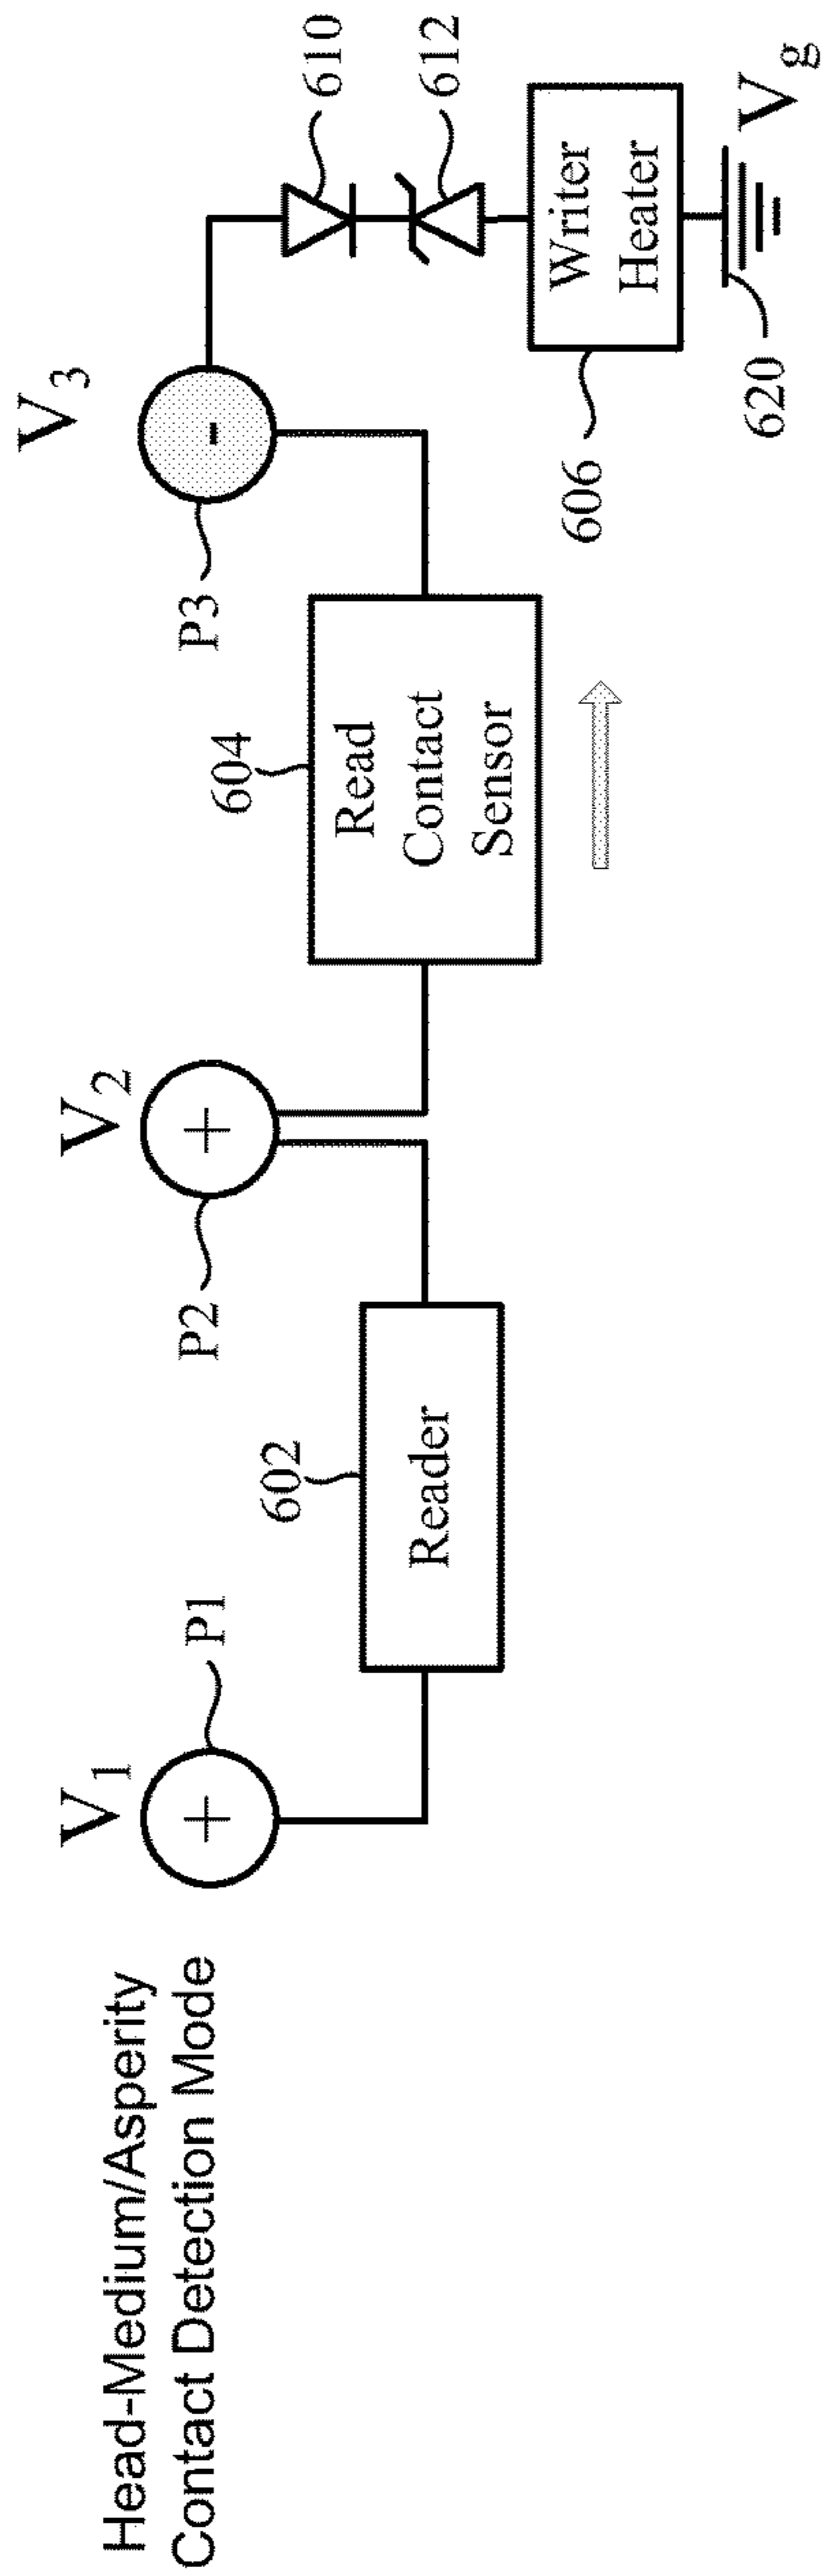 Head-Medium/Asperity
Contact Detection Mode
V1
P1
602
Reader
V2
P2
604
Read
Contact
Sensor
V3
P3
610
612
Writer
Heater
606
620
Vg
+
+
-